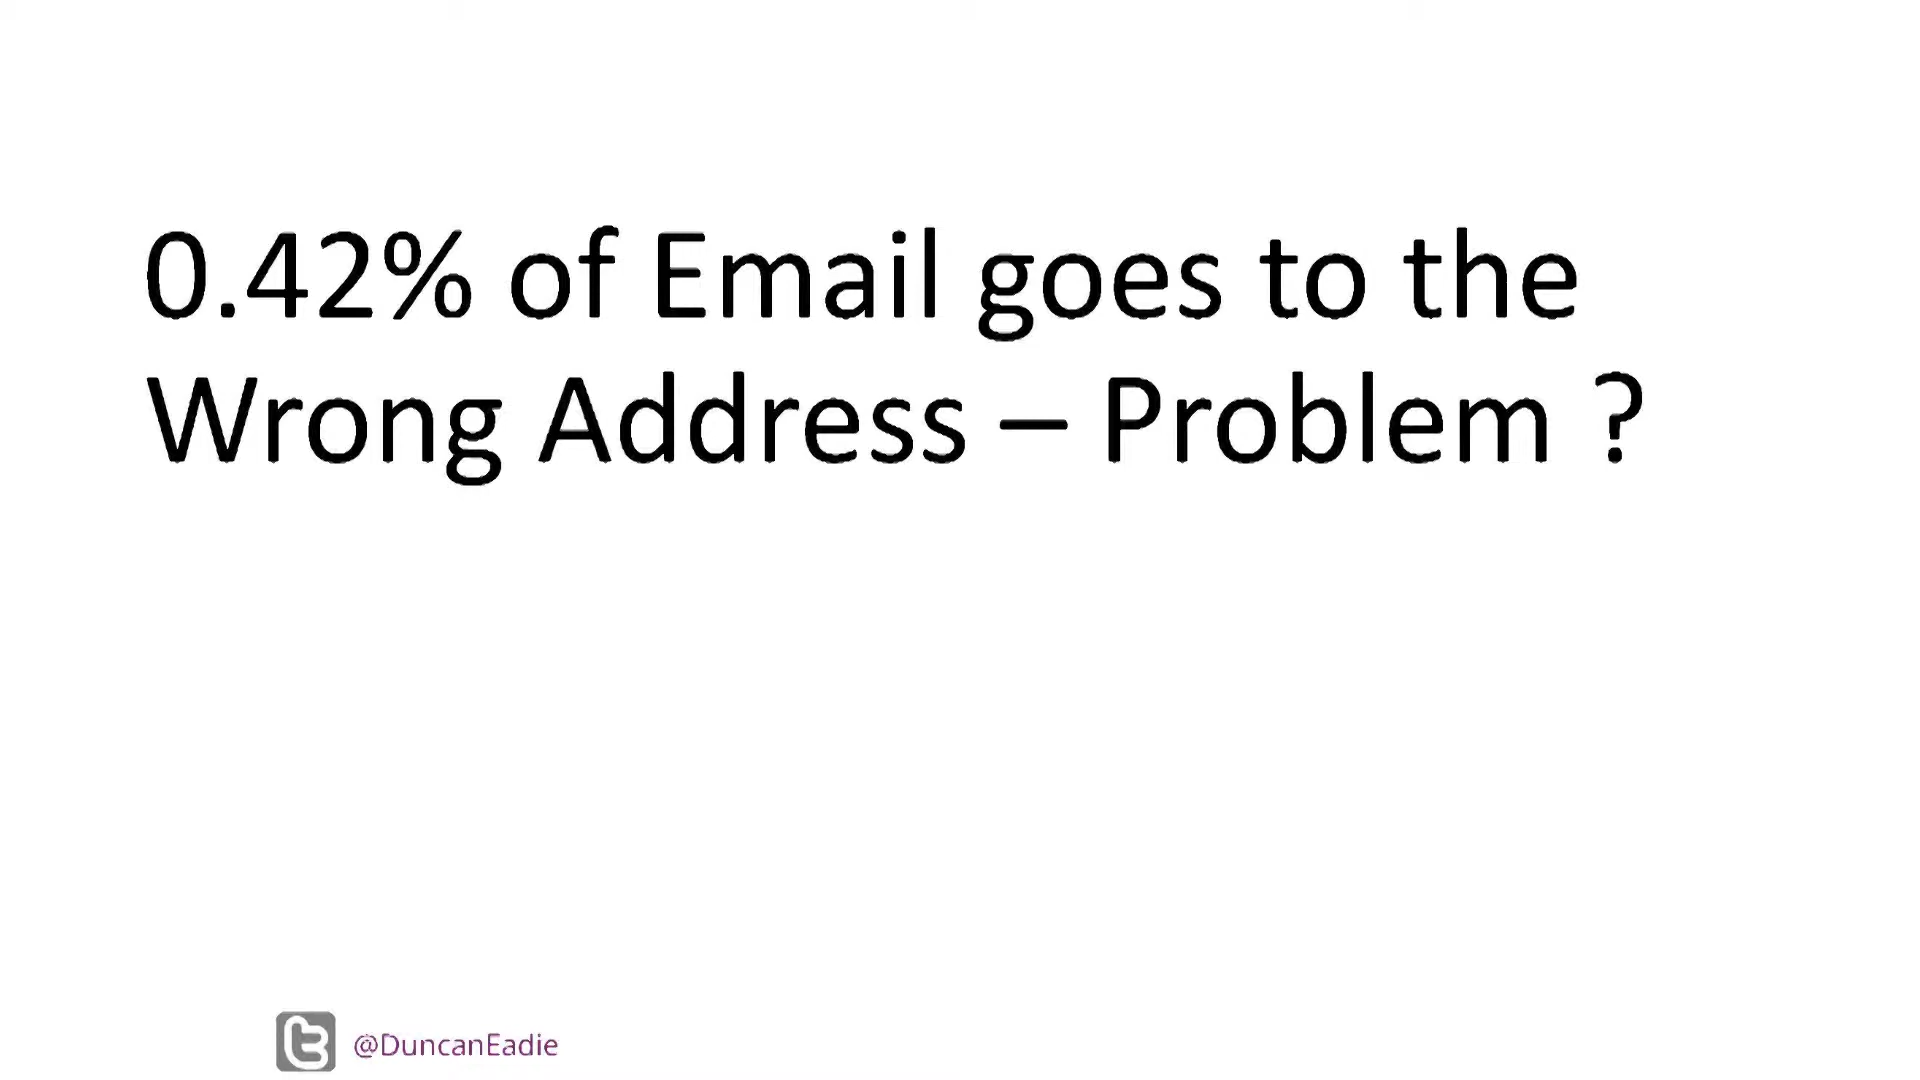 0.42% of Email goes to the
Wrong Address – Problem ?
@DuncanEadie